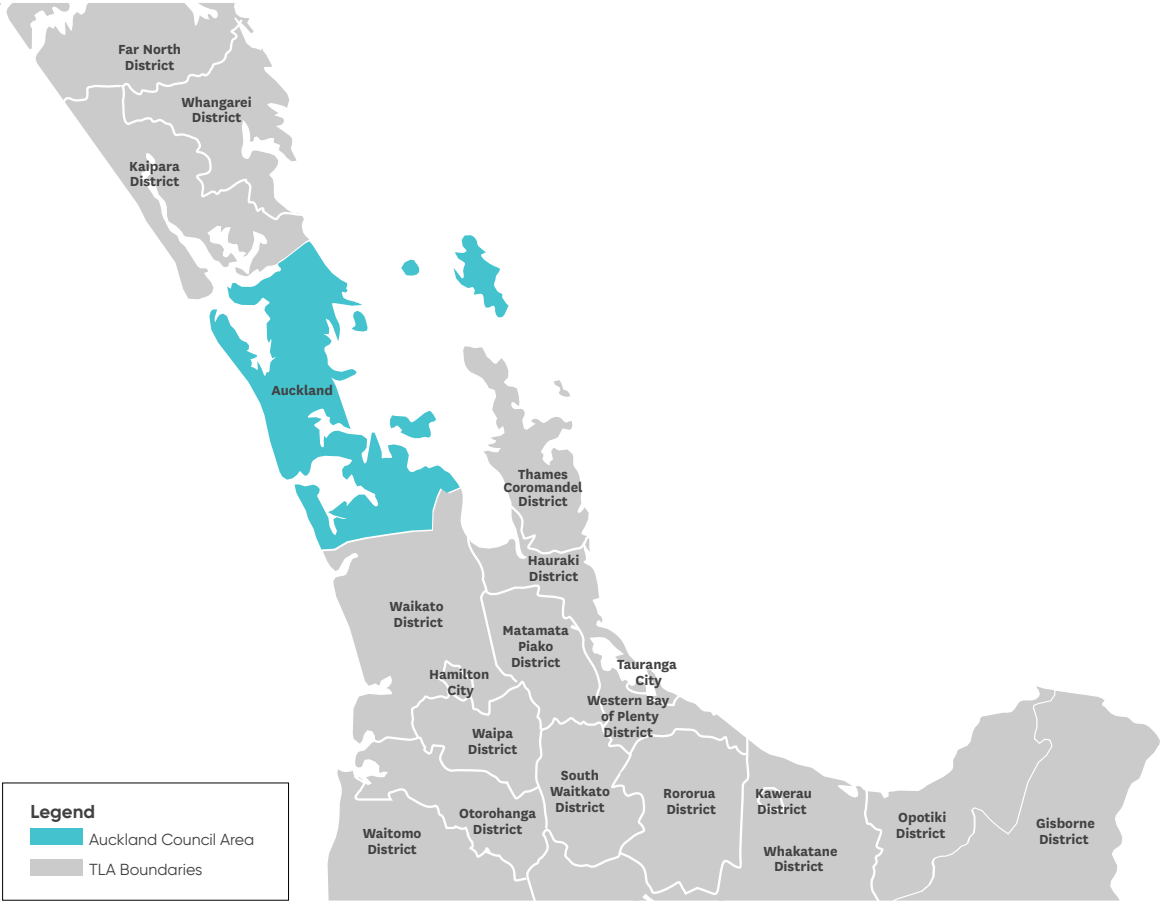 Far North
District
Whangarei
District
Kaipara
District
Auckland
Thames
Coromandel
District
Hauraki
District
Waikato
District
Matamata
Piako
District
Tauranga
City
Hamilton
City
Western Bay
of Plenty
District
Waipa
District
South
Waitkato
District
Rororua
District
Kawerau
District
Otorohanga
District
Opotiki
District
Gisborne
District
Waitomo
District
Whakatane
District
Legend
Auckland Council Area
TLA Boundaries